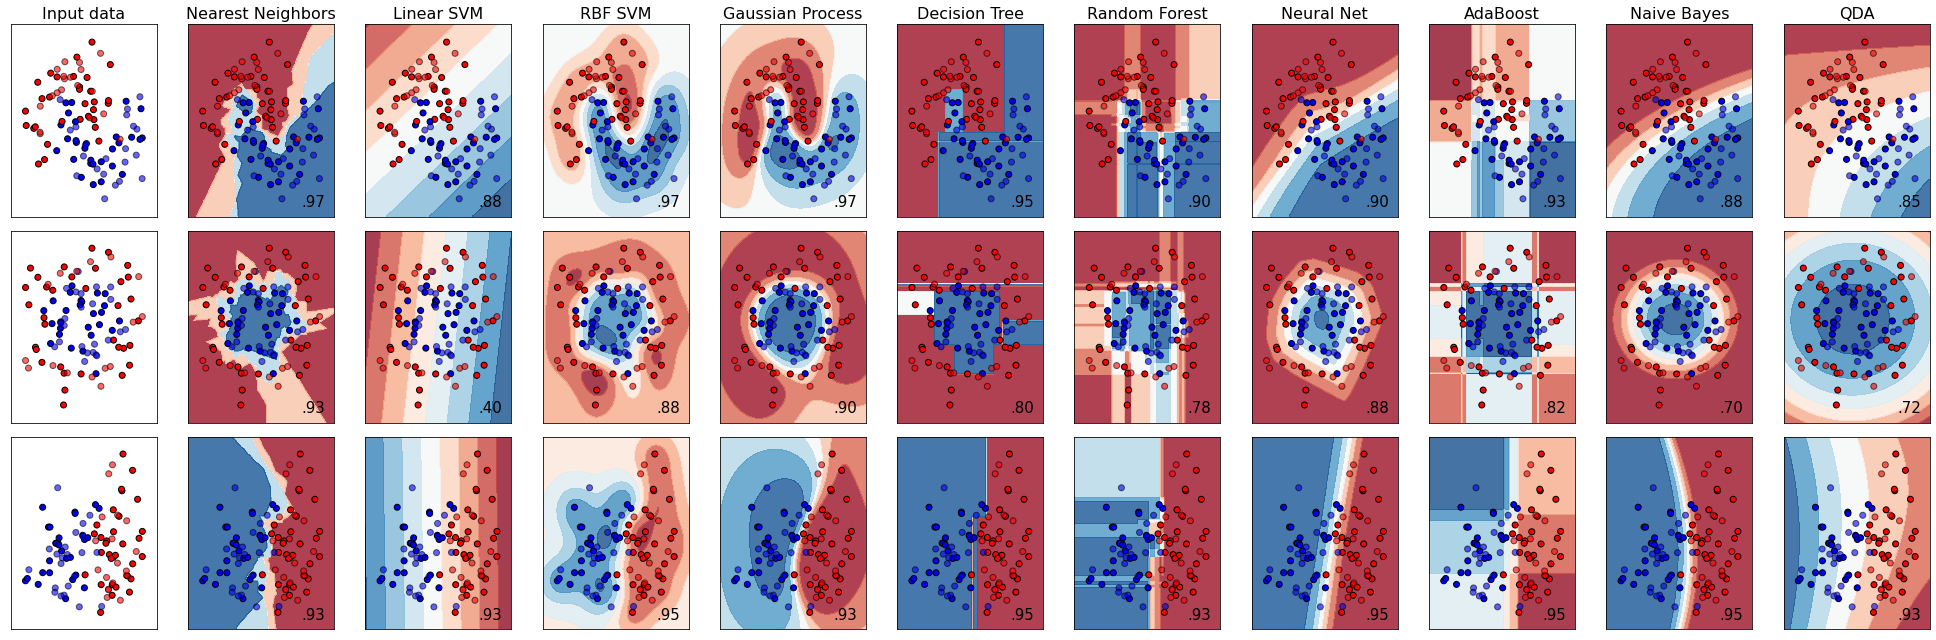 Input data Nearest Neighbors Linear SVM RBF SVM Gaussian Process Decision Tree Random Forest Neural Net AdaBoost Naive Bayes QDA
.97 .88 .97 .97 .95 .90 .90 .93 .88 .85
.93 .40 .88 .90 .80 .78 .88 .82 .70 .72
.93 .93 .95 .93 .95 .93 .95 .95 .95 .93